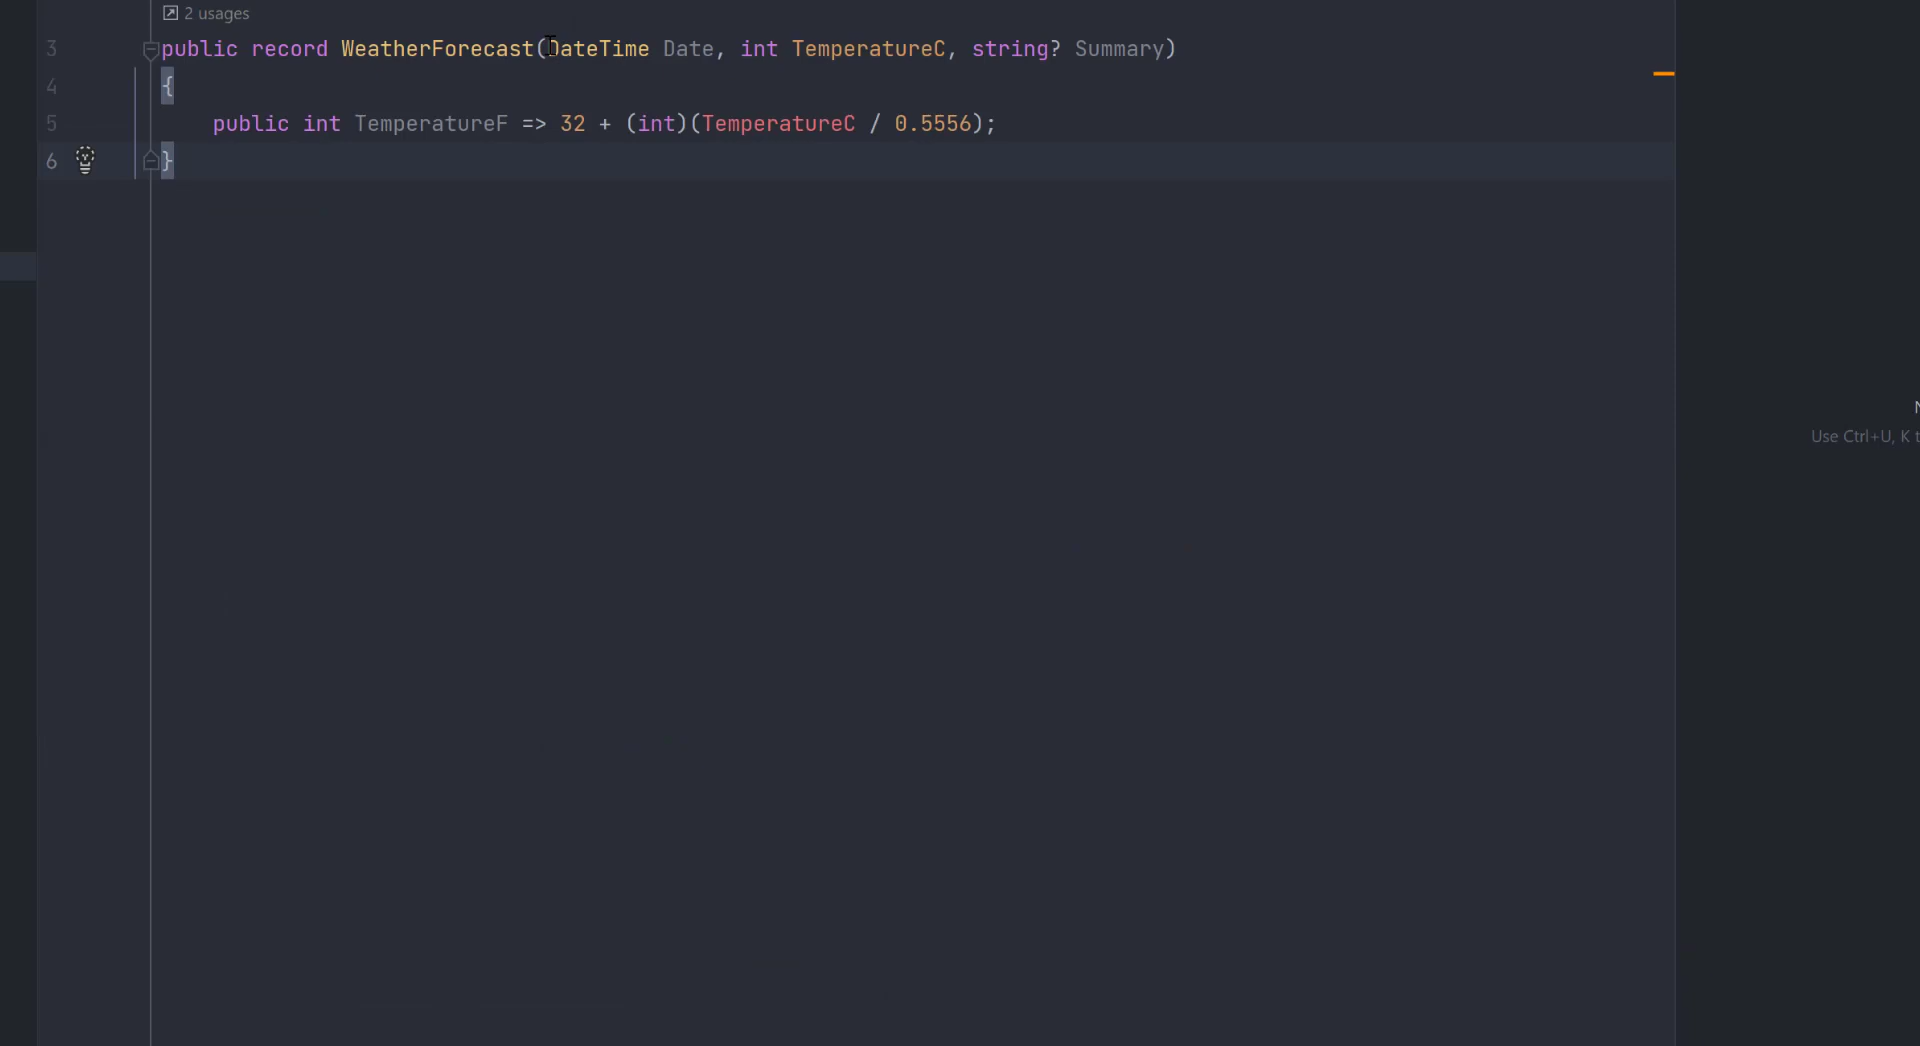 2 usages
3 public record WeatherForecast(DateTime Date, int TemperatureC, string? Summary)
4 {
5 public int TemperatureF => 32 + (int)(TemperatureC / 0.5556);
6 }
Use Ctrl+U, K